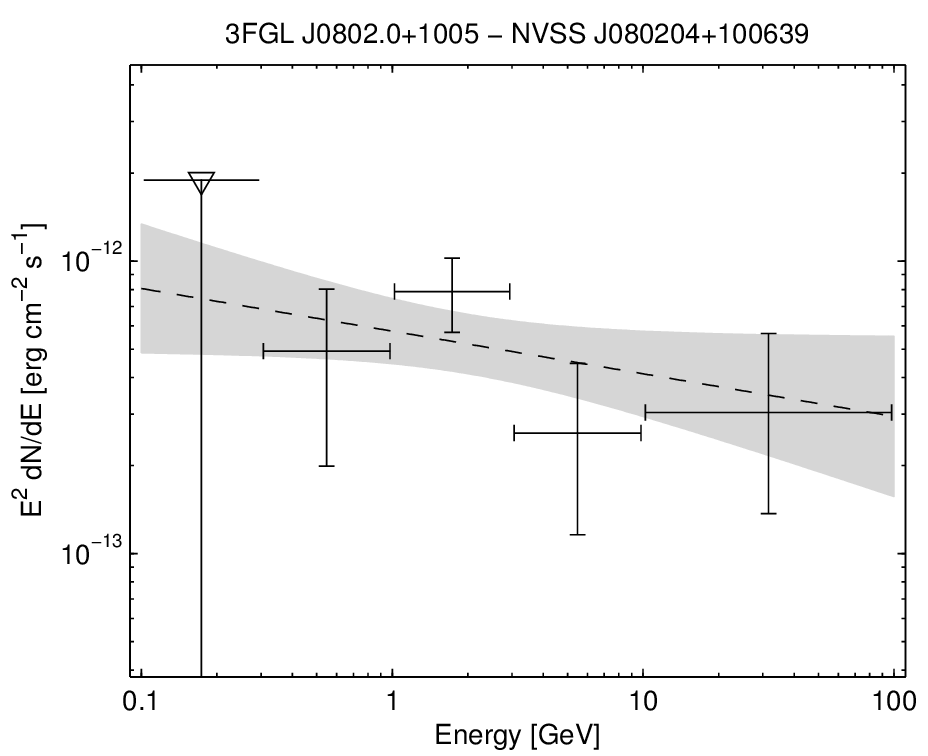 3FGL J0802.0+1005 − NVSS J080204+100639
E² dN/dE [erg cm⁻² s⁻¹]
10⁻¹²
10⁻¹³
0.1 1 10 100
Energy [GeV]